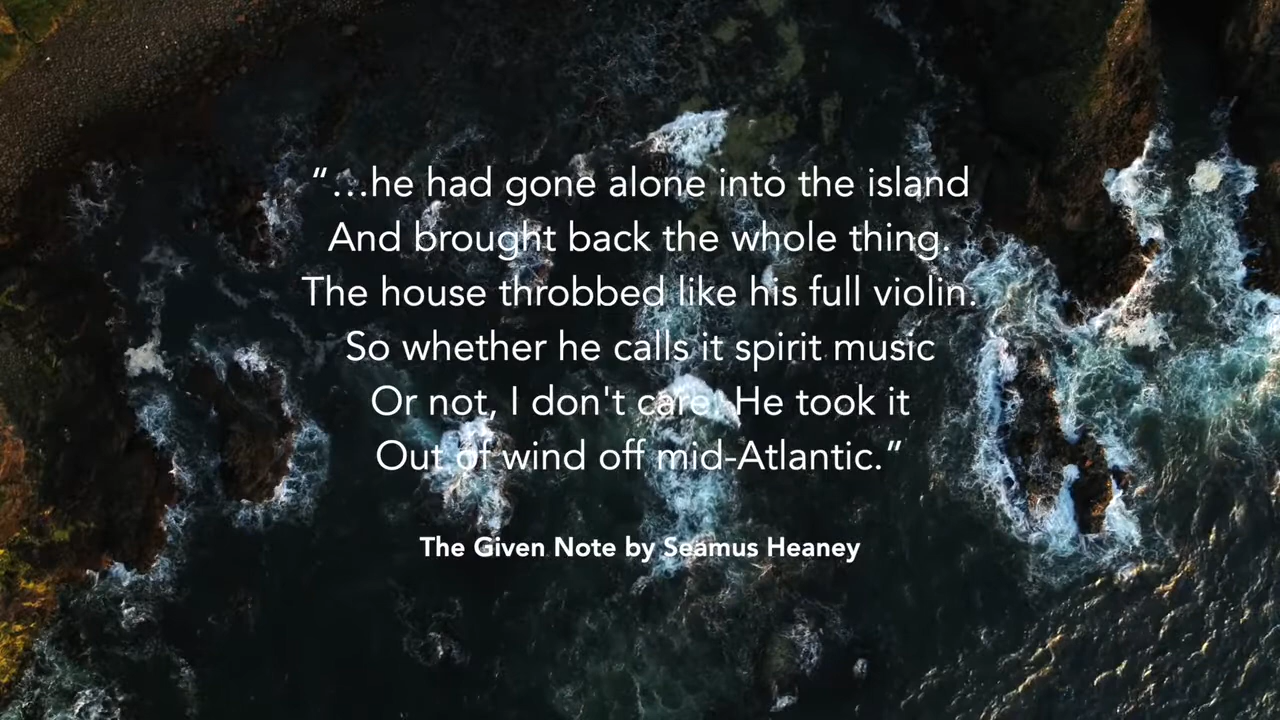 “…he had gone alone into the island
And brought back the whole thing.
The house throbbed like his full violin.
So whether he calls it spirit music
Or not, I don't care. He took it
Out of wind off mid-Atlantic.”
The Given Note by Seamus Heaney